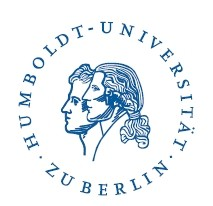 HUMBOLDT-UNIVERSITÄT
· ZU BERLIN ·